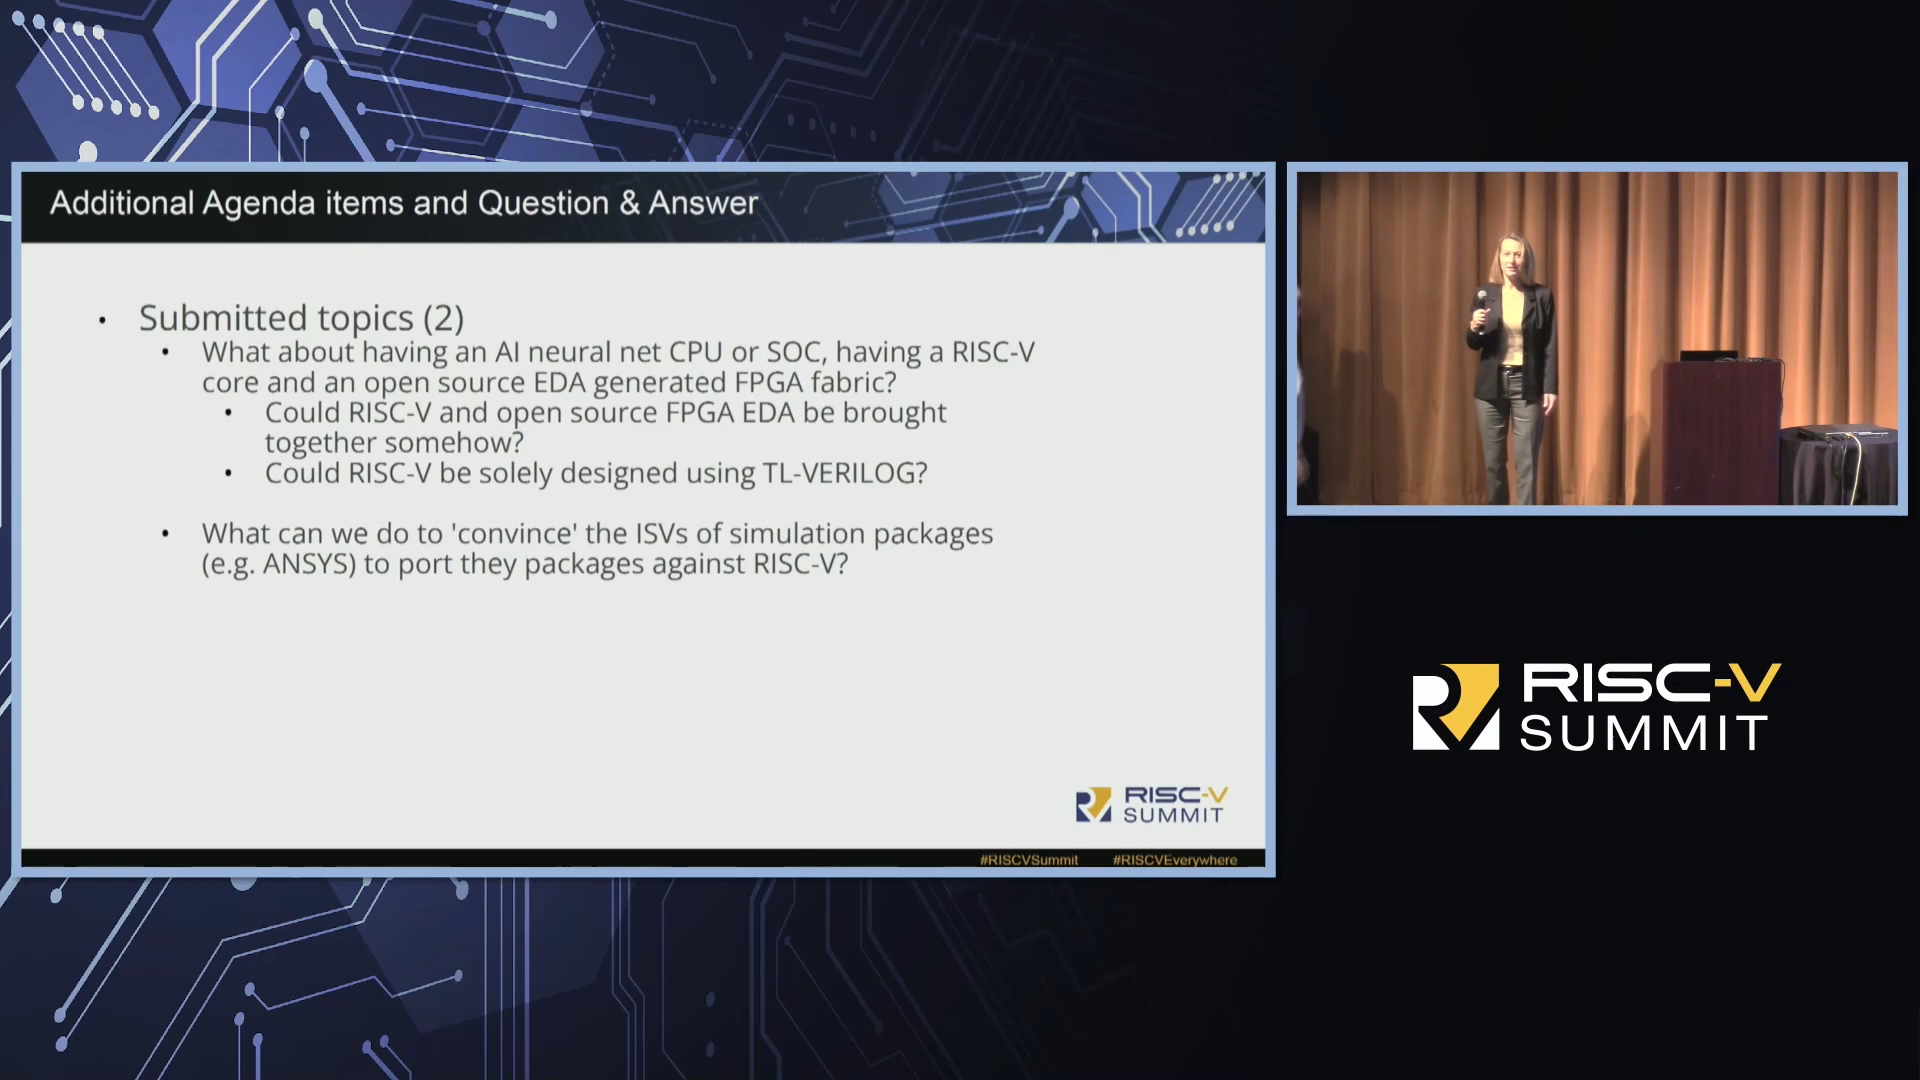 Additional Agenda items and Question & Answer
Submitted topics (2)
What about having an AI neural net CPU or SOC, having a RISC-V
core and an open source EDA generated FPGA fabric?
Could RISC-V and open source FPGA EDA be brought
together somehow?
Could RISC-V be solely designed using TL-VERILOG?
What can we do to 'convince' the ISVs of simulation packages
(e.g. ANSYS) to port they packages against RISC-V?
RISC-V
SUMMIT
#RISCVSummit #RISCVEverywhere
RISC-V
SUMMIT